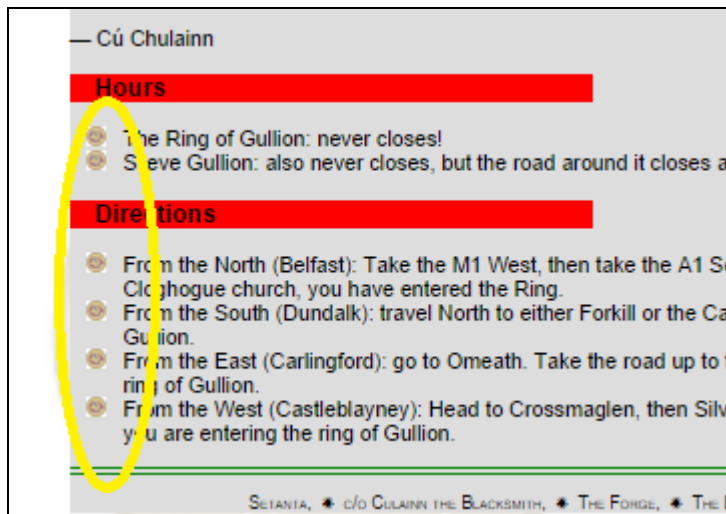 — Cú Chulainn
Hours
The Ring of Gullion: never closes!
Slieve Gullion: also never closes, but the road around it closes a
Directions
From the North (Belfast): Take the M1 West, then take the A1 So
Cloghogue church, you have entered the Ring.
From the South (Dundalk): travel North to either Forkill or the Ca
Gullion.
From the East (Carlingford): go to Omeath. Take the road up to
ring of Gullion.
From the West (Castleblayney): Head to Crossmaglen, then Silv
you are entering the ring of Gullion.
Setanta, ✸ c/o Culainn the Blacksmith, ✸ The Forge, ✸ The